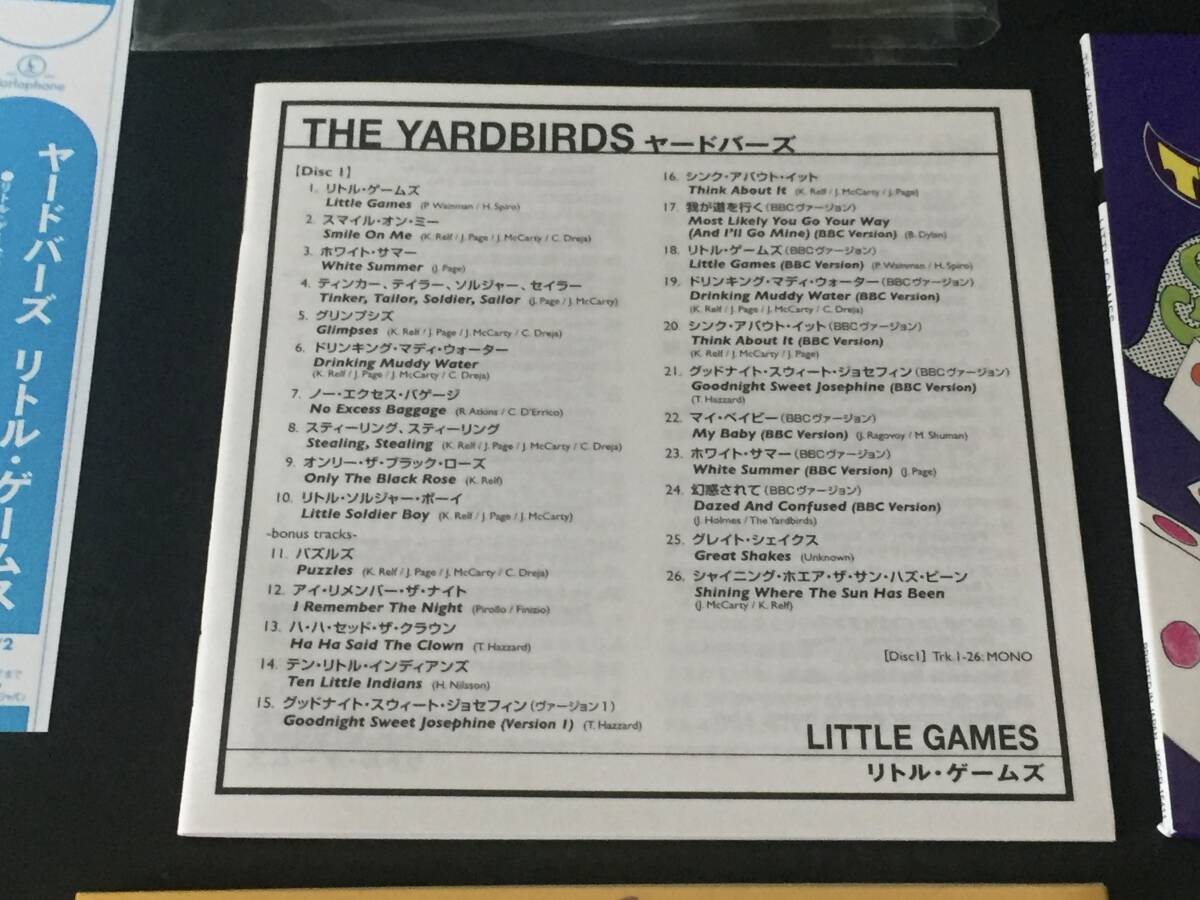 THE YARDBIRDS ヤードバーズ
【Disc 1】
1. リトル・ゲームズ
Little Games (P. Wainman / H. Spiro)
2. スマイル・オン・ミー
Smile On Me (K. Relf / J. Page / J. McCarty / C. Dreja)
3. ホワイト・サマー
White Summer (J. Page)
4. ティンカー、テイラー、ソルジャー、セイラー
Tinker, Tailor, Soldier, Sailor (J. Page / J. McCarty)
5. グリンプシズ
Glimpses (K. Relf / J. Page / J. McCarty / C. Dreja)
6. ドリンキング・マディ・ウォーター
Drinking Muddy Water
(K. Relf / J. Page / J. McCarty / C. Dreja)
7. ノー・エクセス・バゲージ
No Excess Baggage (R. Atkins / C. D'Errico)
8. スティーリング、スティーリング
Stealing, Stealing (K. Relf / J. Page / J. McCarty / C. Dreja)
9. オンリー・ザ・ブラック・ローズ
Only The Black Rose (K. Relf)
10. リトル・ソルジャー・ボーイ
Little Soldier Boy (K. Relf / J. Page / J. McCarty)
-bonus tracks-
11. パズルズ
Puzzles (K. Relf / J. Page / J. McCarty / C. Dreja)
12. アイ・リメンバー・ザ・ナイト
I Remember The Night (Pirollo / Finizio)
13. ハ・ハ・セッド・ザ・クラウン
Ha Ha Said The Clown (T. Hazzard)
14. テン・リトル・インディアンズ
Ten Little Indians (H. Nilsson)
15. グッドナイト・スウィート・ジョセフィン(ヴァージョン1)
Goodnight Sweet Josephine (Version 1) (T. Hazzard)
16. シンク・アバウト・イット
Think About It (K. Relf / J. McCarty / J. Page)
17. 我が道を行く(BBCヴァージョン)
Most Likely You Go Your Way
(And I'll Go Mine) (BBC Version) (B. Dylan)
18. リトル・ゲームズ(BBCヴァージョン)
Little Games (BBC Version) (P. Wainman / H. Spiro)
19. ドリンキング・マディ・ウォーター(BBCヴァージョン)
Drinking Muddy Water (BBC Version)
(K. Relf / J. Page / J. McCarty / C. Dreja)
20. シンク・アバウト・イット(BBCヴァージョン)
Think About It (BBC Version)
(K. Relf / J. McCarty / J. Page)
21. グッドナイト・スウィート・ジョセフィン(BBCヴァージョン)
Goodnight Sweet Josephine (BBC Version)
(T. Hazzard)
22. マイ・ベイビー(BBCヴァージョン)
My Baby (BBC Version) (J. Ragovoy / M. Shuman)
23. ホワイト・サマー(BBCヴァージョン)
White Summer (BBC Version) (J. Page)
24. 幻惑されて(BBCヴァージョン)
Dazed And Confused (BBC Version)
(J. Holmes / The Yardbirds)
25. グレイト・シェイクス
Great Shakes (Unknown)
26. シャイニング・ホエア・ザ・サン・ハズ・ビーン
Shining Where The Sun Has Been
(J. McCarty / K. Relf)
【Disc1】 Trk. 1-26: MONO
LITTLE GAMES
リトル・ゲームズ
ヤードバーズ リトル・ゲームス
THE YARDBIRDS
LITTLE GAMES